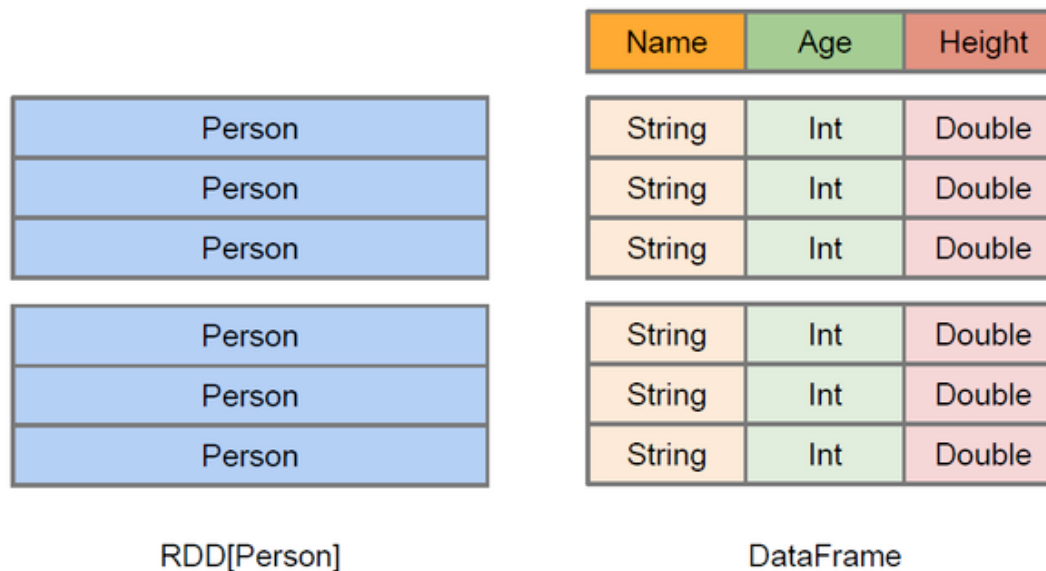 Name Age Height
Person String Int Double
Person String Int Double
Person String Int Double
Person String Int Double
Person String Int Double
Person String Int Double
RDD[Person] DataFrame